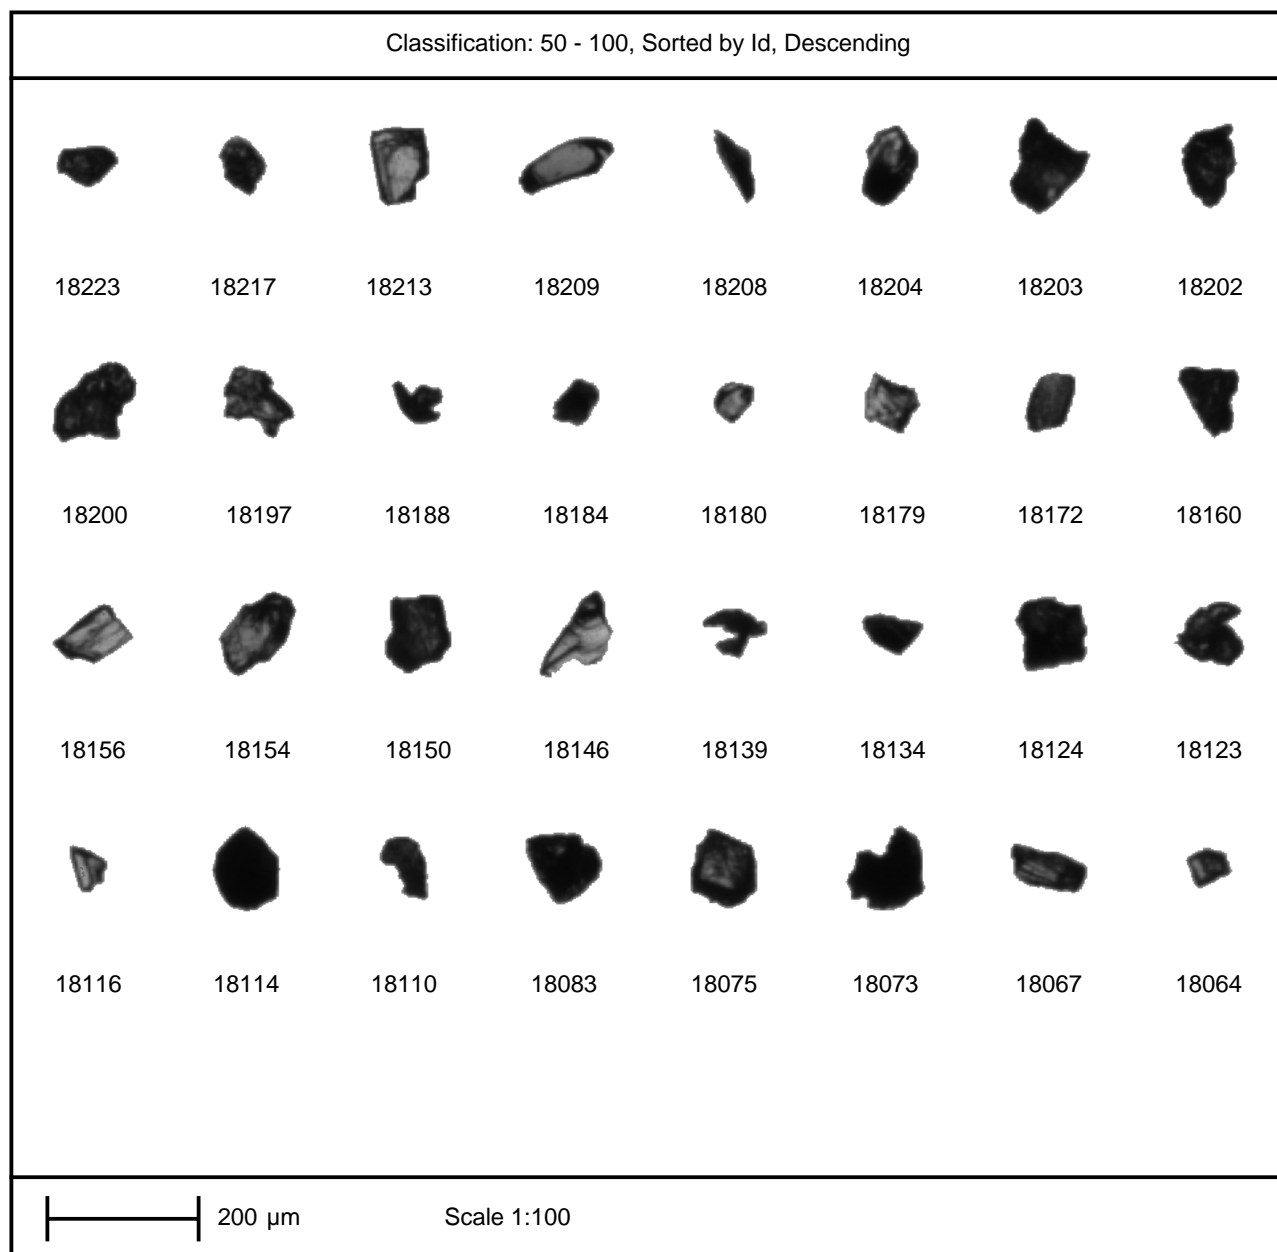 Classification: 50 - 100, Sorted by Id, Descending
18223 18217 18213 18209 18208 18204 18203 18202
18200 18197 18188 18184 18180 18179 18172 18160
18156 18154 18150 18146 18139 18134 18124 18123
18116 18114 18110 18083 18075 18073 18067 18064
200 µm Scale 1:100